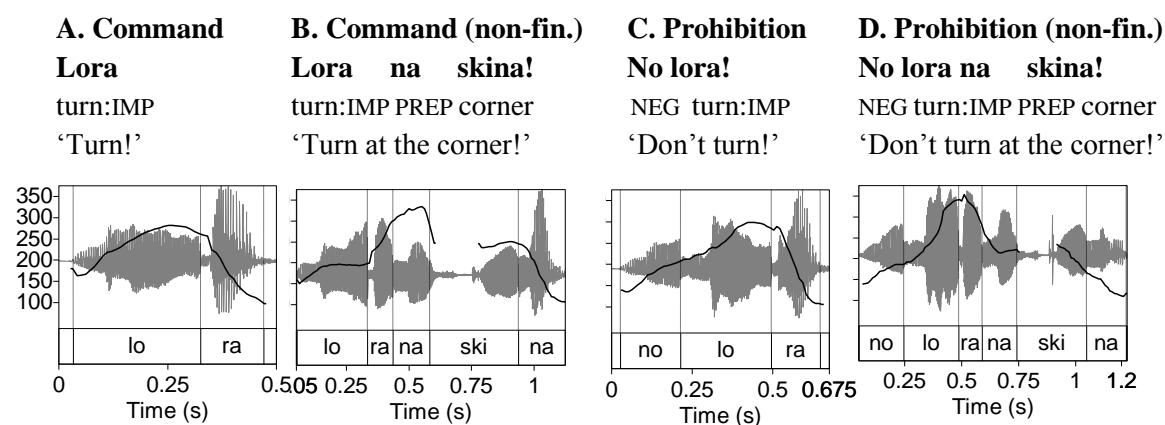 A. Command B. Command (non-fin.) C. Prohibition D. Prohibition (non-fin.)
Lora Lora na skina! No lora! No lora na skina!
turn:IMP turn:IMP PREP corner NEG turn:IMP NEG turn:IMP PREP corner
‘Turn!’ ‘Turn at the corner!’ ‘Don’t turn!’ ‘Don’t turn at the corner!’
350
300
250
200
150
100
lo ra lo ra na ski na no lo ra no lo ra na ski na
0 0.25 0.5 .05 0.25 0.5 0.75 1 0 0.25 0.5 0.675 0.25 0.5 0.75 1 1.2
Time (s) Time (s) Time (s) Time (s)